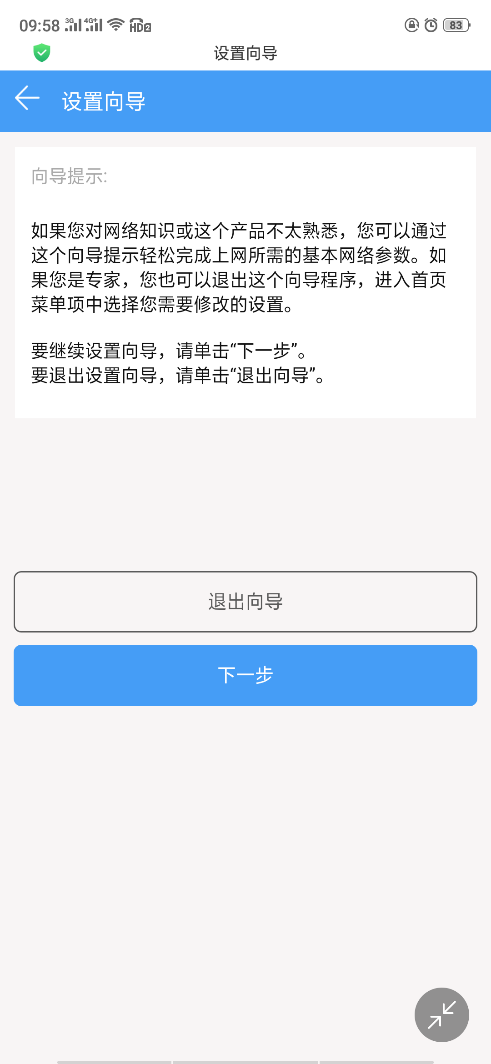 09:58 3G 4G+ HD2 83
设置向导
设置向导
向导提示:
如果您对网络知识或这个产品不太熟悉，您可以通过
这个向导提示轻松完成上网所需的基本网络参数。如
果您是专家，您也可以退出这个向导程序，进入首页
菜单项中选择您需要修改的设置。
要继续设置向导，请单击“下一步”。
要退出设置向导，请单击“退出向导”。
退出向导
下一步